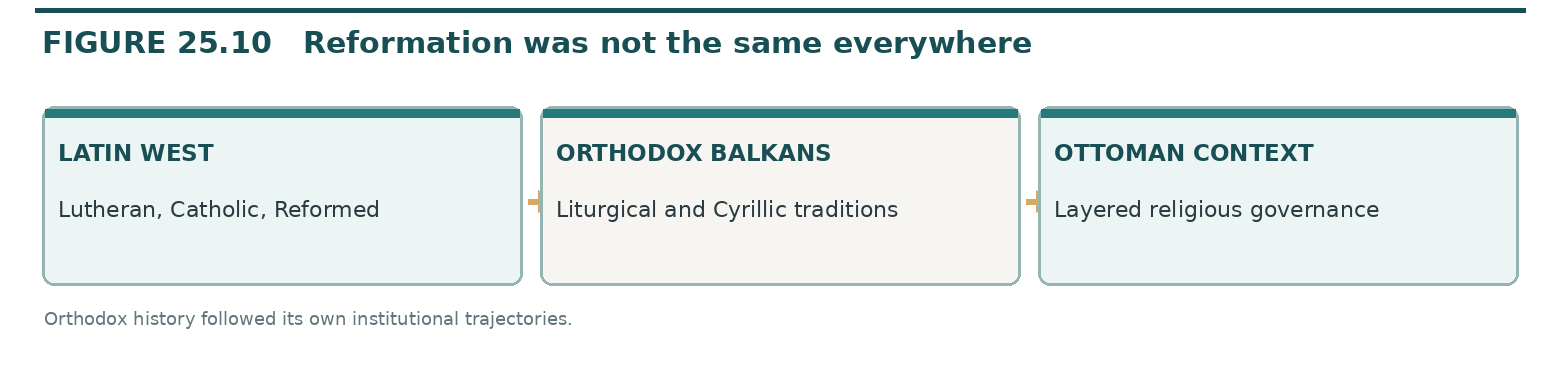 FIGURE 25.10 Reformation was not the same everywhere
LATIN WEST
Lutheran, Catholic, Reformed
ORTHODOX BALKANS
Liturgical and Cyrillic traditions
OTTOMAN CONTEXT
Layered religious governance
Orthodox history followed its own institutional trajectories.